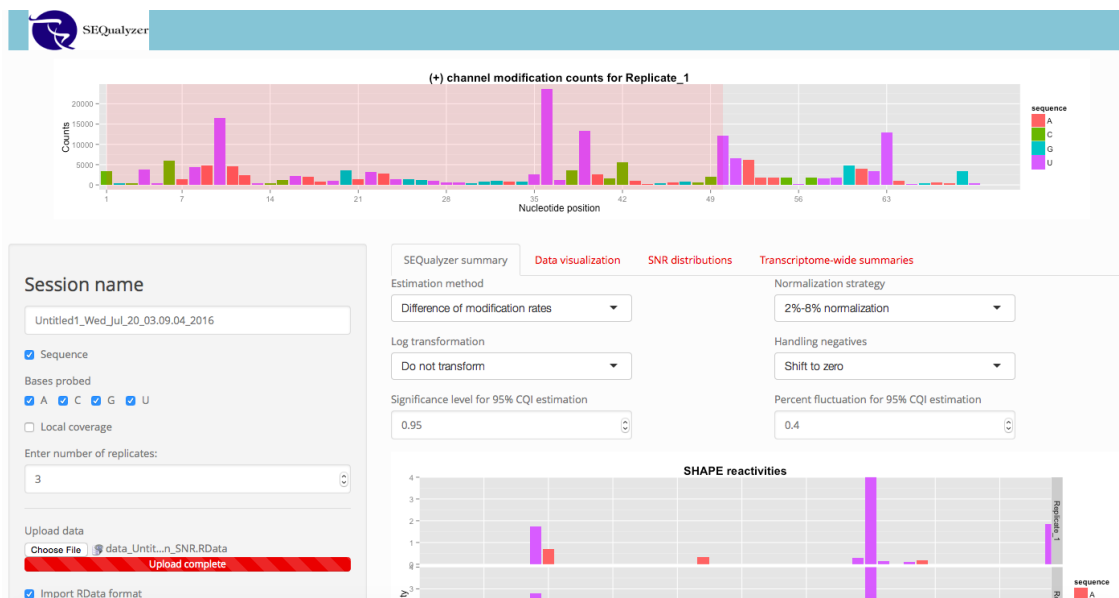 SEQualyzer
(+) channel modification counts for Replicate_1
Counts
20000
15000
10000
5000
0
1 7 14 21 28 35 42 49 56 63
Nucleotide position
sequence
A
C
G
U
Session name
Untitled1_Wed_Jul_20_03.09.04_2016
Sequence
Bases probed
A C G U
Local coverage
Enter number of replicates:
3
Upload data
Choose File data_Untit...n_SNR.RData
Upload complete
Import RData format
SEQualyzer summary Data visualization SNR distributions Transcriptome-wide summaries
Estimation method Normalization strategy
Difference of modification rates 2%-8% normalization
Log transformation Handling negatives
Do not transform Shift to zero
Significance level for 95% CQI estimation Percent fluctuation for 95% CQI estimation
0.95 0.4
SHAPE reactivities
4
3
2
1
0
Replicate_1
3
sequence
A